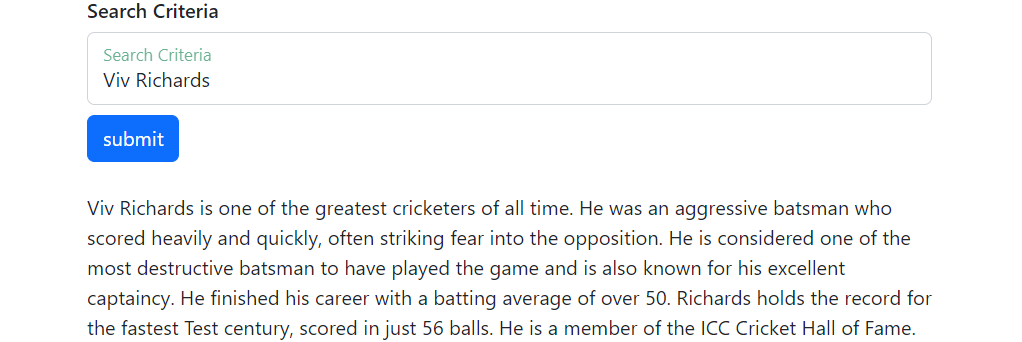 Search Criteria
Search Criteria
Viv Richards
submit
Viv Richards is one of the greatest cricketers of all time. He was an aggressive batsman who
scored heavily and quickly, often striking fear into the opposition. He is considered one of the
most destructive batsman to have played the game and is also known for his excellent
captaincy. He finished his career with a batting average of over 50. Richards holds the record for
the fastest Test century, scored in just 56 balls. He is a member of the ICC Cricket Hall of Fame.